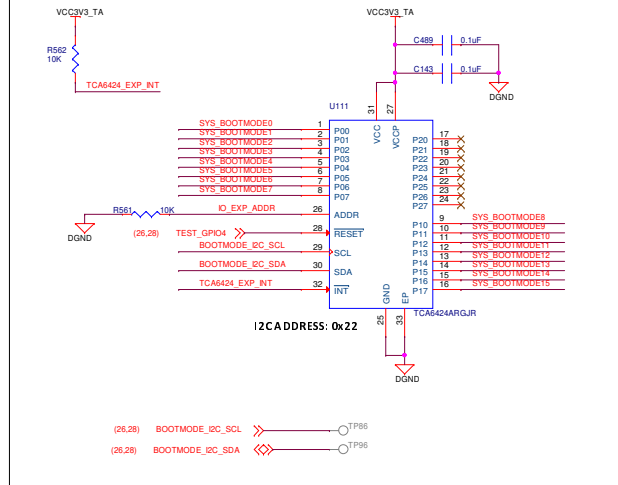 VCC3V3_TA
R562
10K
TCA6424_EXP_INT
VCC3V3_TA
C489 0.1uF
C143 0.1uF
DGND
U111
31 27
VCC VCCP
SYS_BOOTMODE0 1 P00
SYS_BOOTMODE1 2 P01
SYS_BOOTMODE2 3 P02
SYS_BOOTMODE3 4 P03
SYS_BOOTMODE4 5 P04
SYS_BOOTMODE5 6 P05
SYS_BOOTMODE6 7 P06
SYS_BOOTMODE7 8 P07
P20 17
P21 18
P22 19
P23 20
P24 21
P25 22
P26 23
P27 24
R561 10K IO_EXP_ADDR 26 ADDR
DGND
(26,28) TEST_GPIO4 28 RESET
BOOTMODE_I2C_SCL 29 SCL
BOOTMODE_I2C_SDA 30 SDA
TCA6424_EXP_INT 32 INT
P10 9 SYS_BOOTMODE8
P11 10 SYS_BOOTMODE9
P12 11 SYS_BOOTMODE10
P13 12 SYS_BOOTMODE11
P14 13 SYS_BOOTMODE12
P15 14 SYS_BOOTMODE13
P16 15 SYS_BOOTMODE14
P17 16 SYS_BOOTMODE15
GND EP
25 33
TCA6424ARGJR
I2C ADDRESS: 0x22
DGND
(26,28) BOOTMODE_I2C_SCL TP86
(26,28) BOOTMODE_I2C_SDA TP96